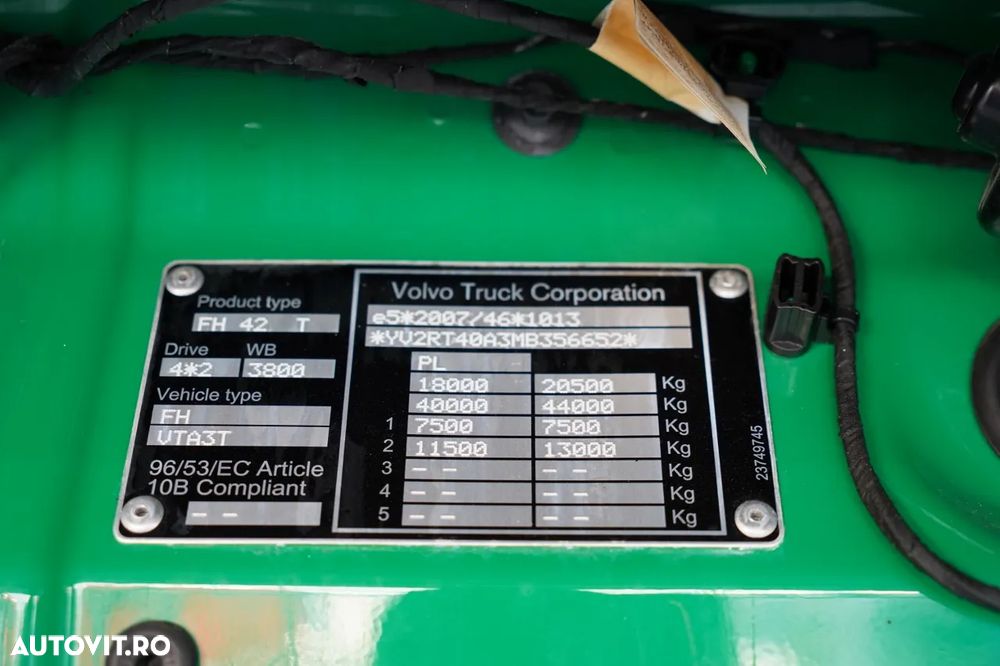 Product type
FH 42 T
Drive WB
4*2 3800
Vehicle type
FH
VTA3T
96/53/EC Article
10B Compliant
- -
Volvo Truck Corporation
e5*2007/46*1013
*YV2RT40A3MB356652*
PL
18000 20500 Kg
40000 44000 Kg
1 7500 7500 Kg
2 11500 13000 Kg
3 - - - - Kg
4 - - - - Kg
5 - - - - Kg
23749745
AUTOVIT.RO